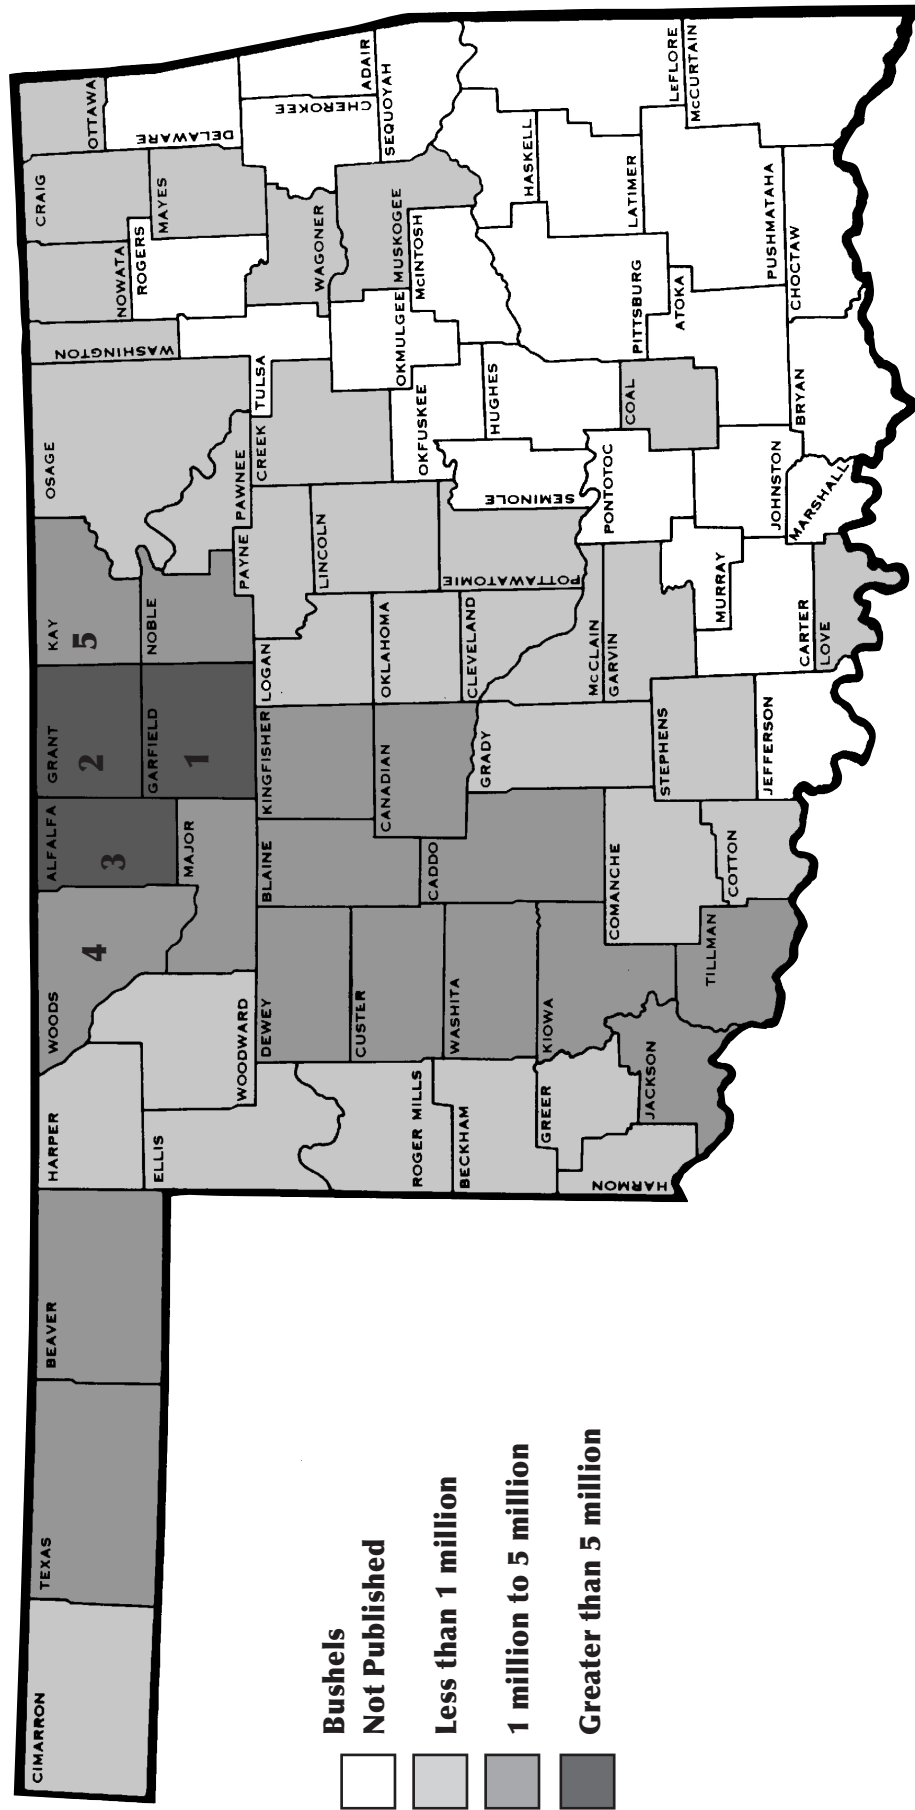 CIMARRON
TEXAS
BEAVER
HARPER
WOODS
ALFALFA
GRANT
KAY
OSAGE
WASHINGTON
NOWATA
CRAIG
OTTAWA
4
3
2
5
ELLIS
WOODWARD
MAJOR
GARFIELD
1
NOBLE
PAWNEE
ROGERS
MAYES
DELAWARE
ROGER MILLS
DEWEY
BLAINE
KINGFISHER
LOGAN
PAYNE
CREEK
TULSA
WAGONER
CHEROKEE
ADAIR
CUSTER
CANADIAN
OKLAHOMA
LINCOLN
OKFUSKEE
OKMULGEE
MUSKOGEE
McINTOSH
SEQUOYAH
BECKHAM
WASHITA
CADDO
GRADY
CLEVELAND
POTTAWATOMIE
SEMINOLE
HUGHES
HASKELL
GREER
KIOWA
COMANCHE
McCLAIN
GARVIN
PONTOTOC
COAL
PITTSBURG
LATIMER
LeFLORE
HARMON
JACKSON
TILLMAN
COTTON
STEPHENS
JEFFERSON
MURRAY
CARTER
LOVE
JOHNSTON
MARSHALL
ATOKA
BRYAN
PUSHMATAHA
CHOCTAW
McCURTAIN
Bushels
Not Published
Less than 1 million
1 million to 5 million
Greater than 5 million